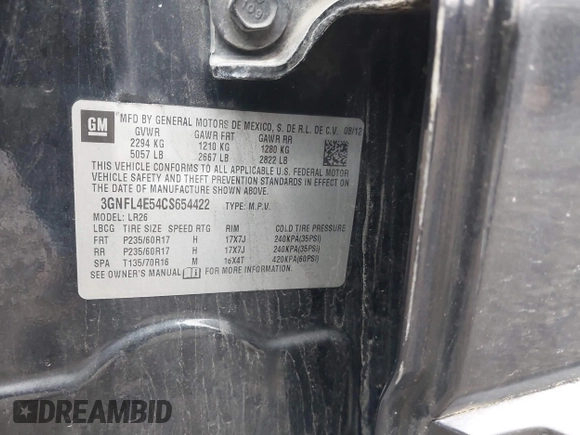 GM
MFD BY GENERAL MOTORS DE MEXICO, S. DE R.L. DE C.V. 08/12
GVWR GAWR FRT GAWR RR
2294 KG 1210 KG 1280 KG
5057 LB 2667 LB 2822 LB
THIS VEHICLE CONFORMS TO ALL APPLICABLE U.S. FEDERAL MOTOR
VEHICLE SAFETY AND THEFT PREVENTION STANDARDS IN EFFECT ON
THE DATE OF MANUFACTURE SHOWN ABOVE.
3GNFL4E54CS654422 TYPE: M.P.V.
MODEL: LR26
LBCG TIRE SIZE SPEED RTG RIM COLD TIRE PRESSURE
FRT P235/60R17 H 17X7J 240KPA(35PSI)
RR P235/60R17 H 17X7J 240KPA(35PSI)
SPA T135/70R16 M 16X4T 420KPA(60PSI)
SEE OWNER'S MANUAL FOR MORE INFORMATION.
DREAMBID